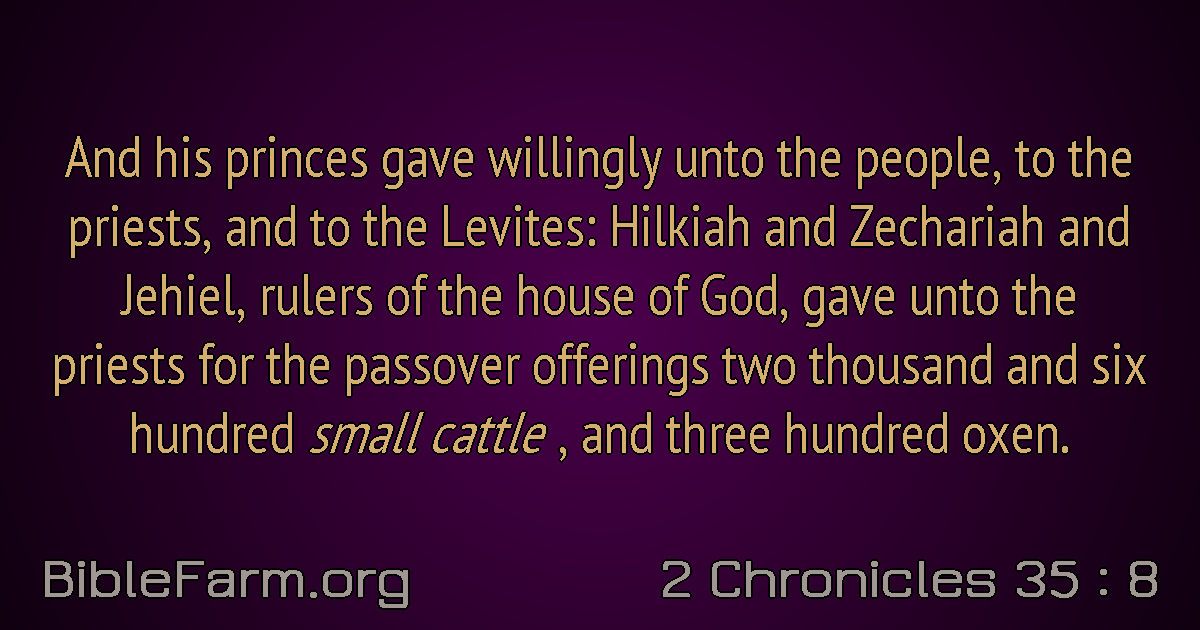 And his princes gave willingly unto the people, to the
priests, and to the Levites: Hilkiah and Zechariah and
Jehiel, rulers of the house of God, gave unto the
priests for the passover offerings two thousand and six
hundred small cattle , and three hundred oxen.
BibleFarm.org
2 Chronicles 35 : 8